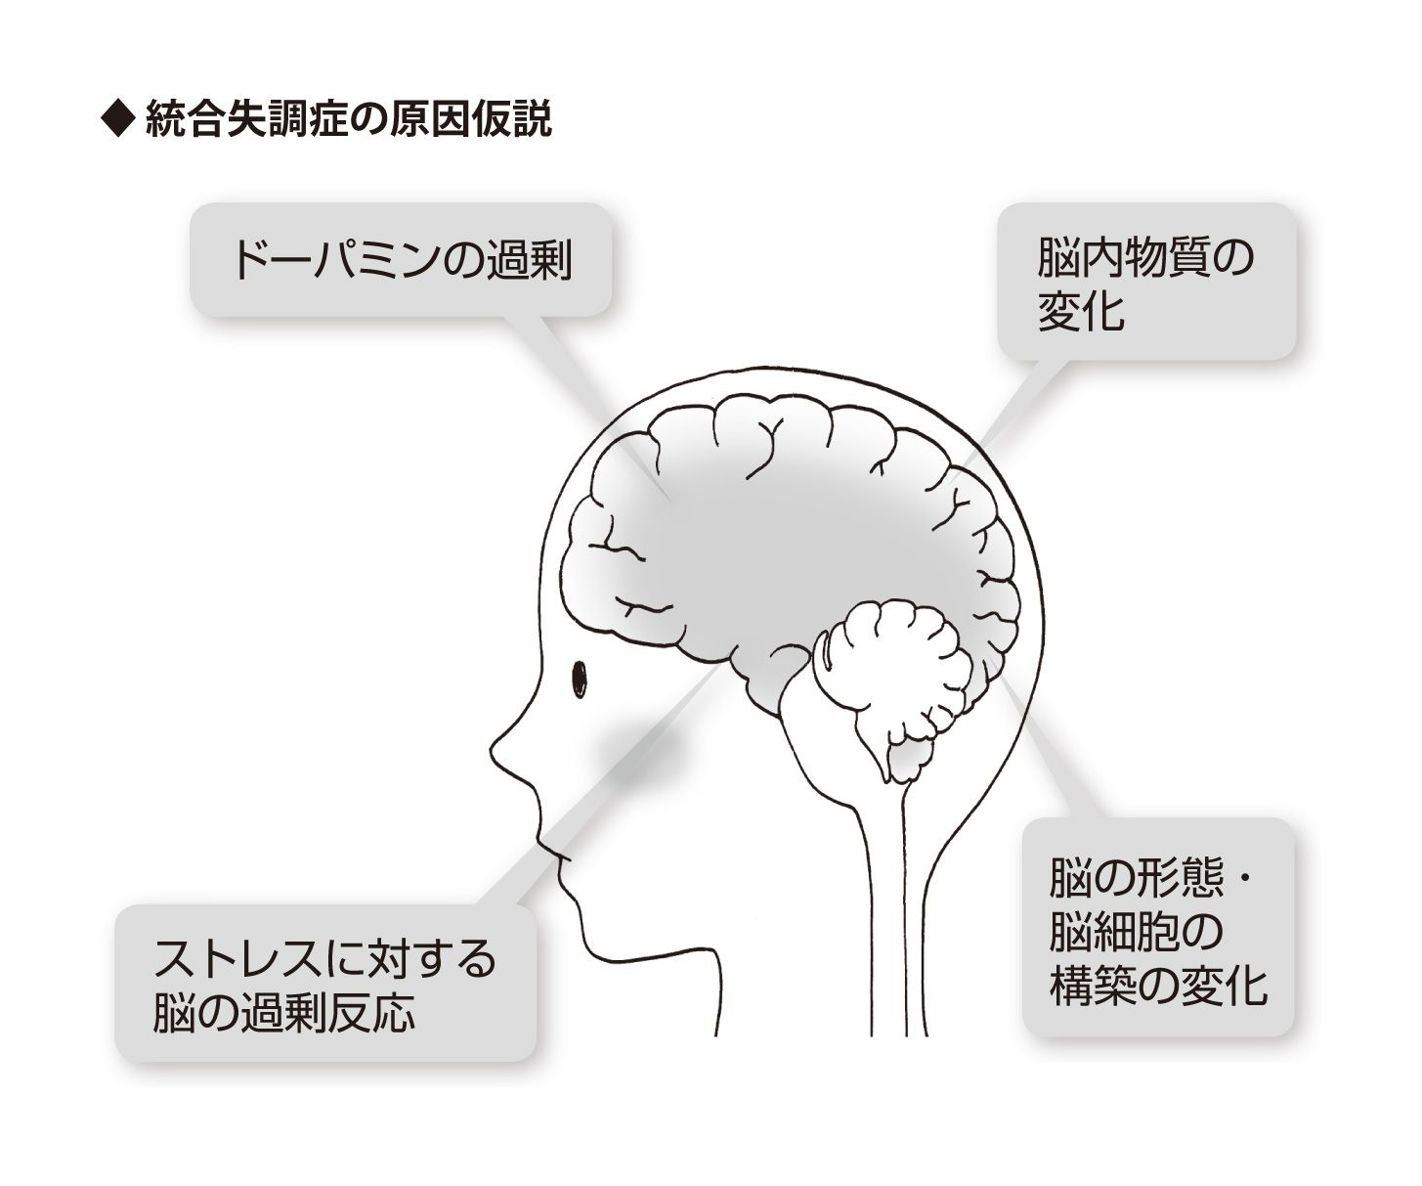 ◆ 統合失調症の原因仮説
ドーパミンの過剰
脳内物質の
変化
ストレスに対する
脳の過剰反応
脳の形態・
脳細胞の
構築の変化